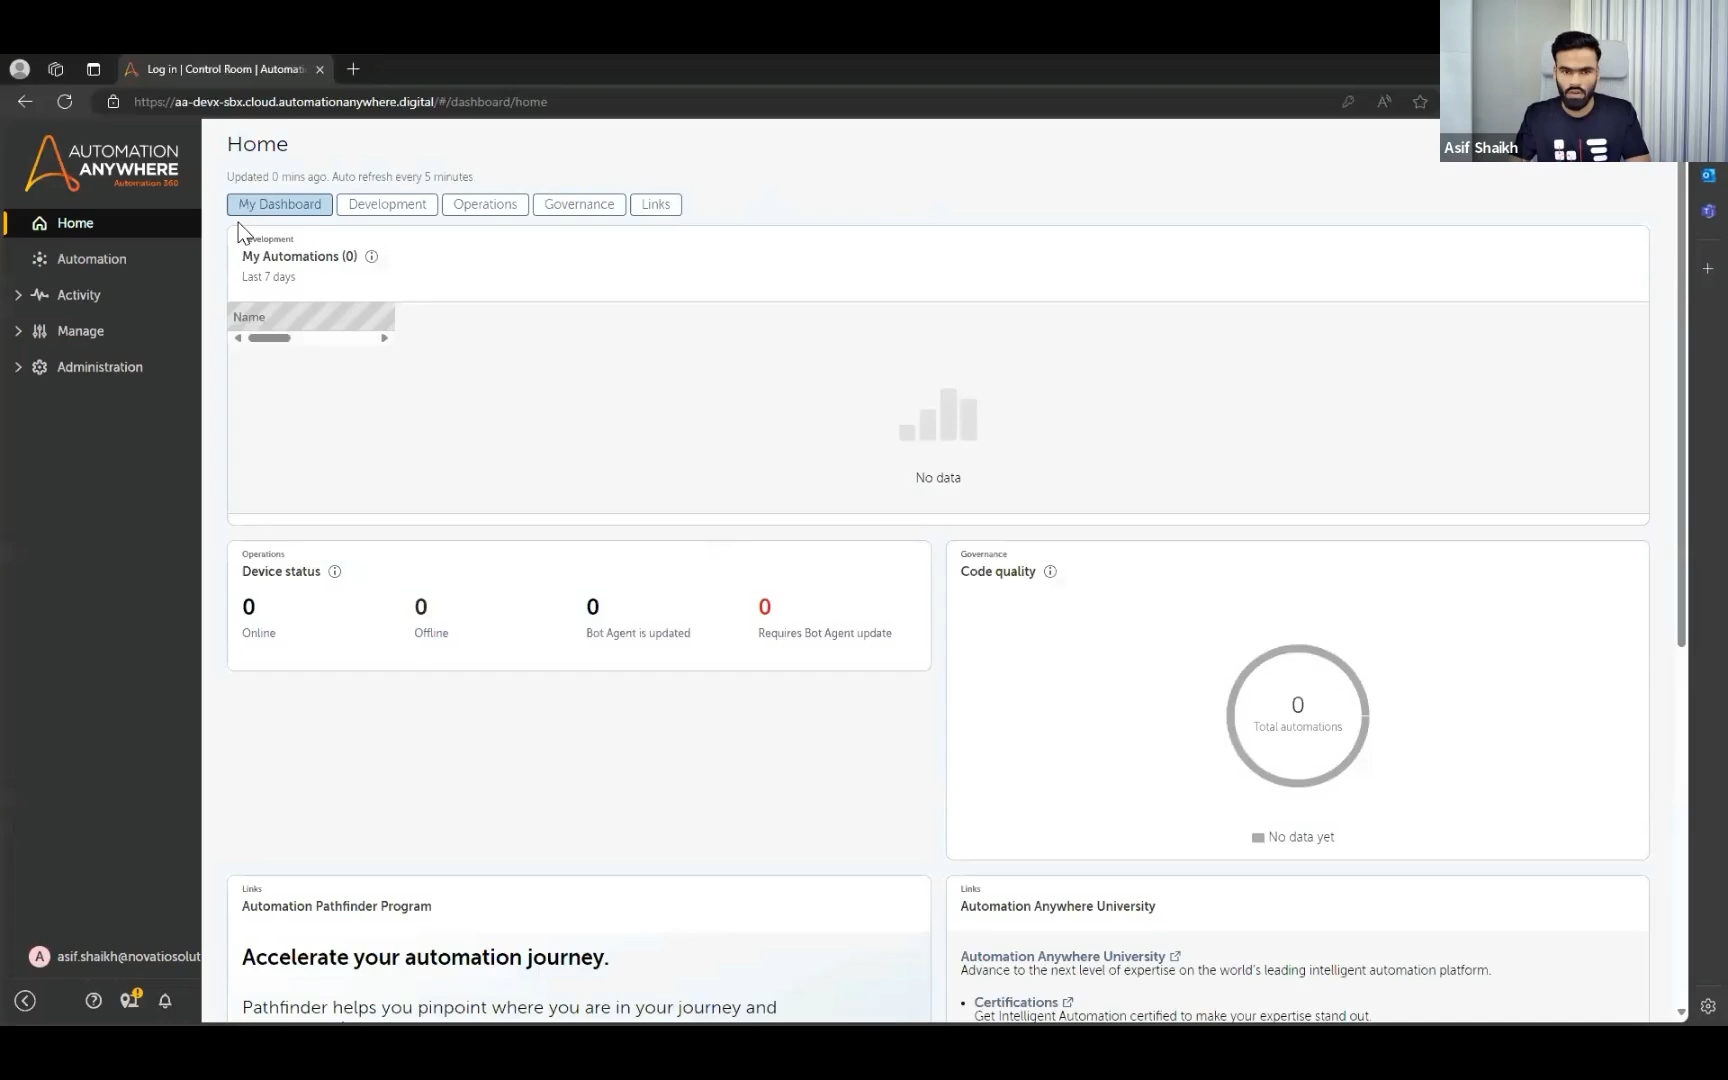 Log in | Control Room | Automati
https://aa-devx-sbx.cloud.automationanywhere.digital/#/dashboard/home
Asif Shaikh
AUTOMATION
ANYWHERE
Automation 360
Home
Automation
Activity
Manage
Administration
asif.shaikh@novatiosolut
Home
Updated 0 mins ago. Auto refresh every 5 minutes
My Dashboard
Development
Operations
Governance
Links
velopment
My Automations (0)
Last 7 days
Name
No data
Operations
Device status
0
Online
0
Offline
0
Bot Agent is updated
0
Requires Bot Agent update
Governance
Code quality
0
Total automations
No data yet
Links
Automation Pathfinder Program
Accelerate your automation journey.
Pathfinder helps you pinpoint where you are in your journey and
Links
Automation Anywhere University
Automation Anywhere University
Advance to the next level of expertise on the world's leading intelligent automation platform.
• Certifications
Get Intelligent Automation certified to make your expertise stand out.